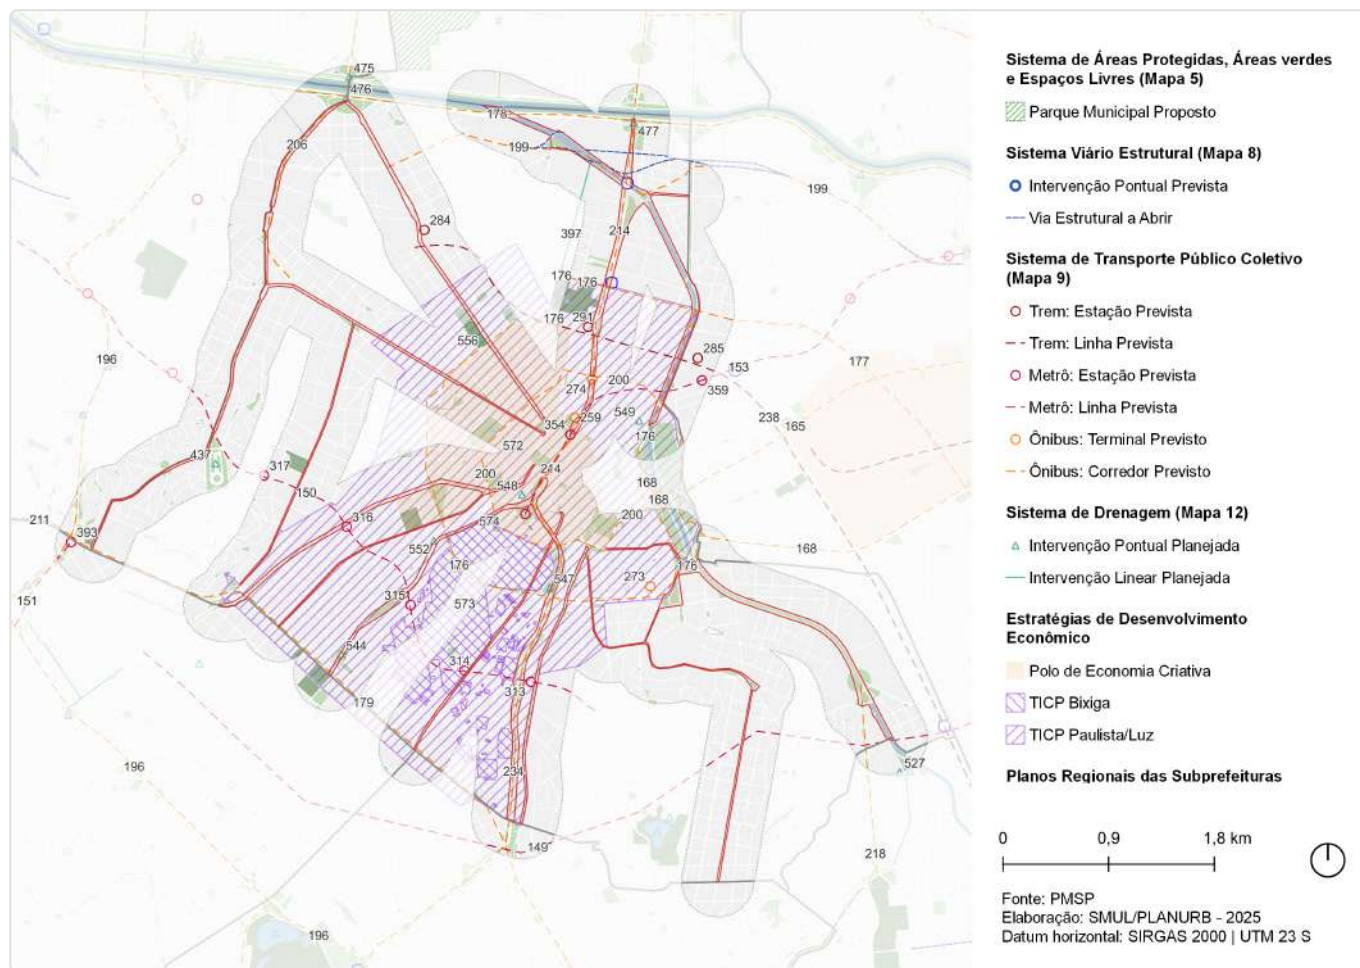 475
476
178
477
206
199
199
284
397
214
176
176
176
291
556
285
153
196
177
274
200
359
259
549
238
354
165
572
176
437
317
200
214
548
168
150
168
316
574
200
211
393
168
552
176
547
273
176
151
3151
573
544
314
313
179
234
527
196
149
218
196
Sistema de Áreas Protegidas, Áreas verdes
e Espaços Livres (Mapa 5)
Parque Municipal Proposto
Sistema Viário Estrutural (Mapa 8)
Intervenção Pontual Prevista
Via Estrutural a Abrir
Sistema de Transporte Público Coletivo
(Mapa 9)
Trem: Estação Prevista
Trem: Linha Prevista
Metrô: Estação Prevista
Metrô: Linha Prevista
Ônibus: Terminal Previsto
Ônibus: Corredor Previsto
Sistema de Drenagem (Mapa 12)
Intervenção Pontual Planejada
Intervenção Linear Planejada
Estratégias de Desenvolvimento
Econômico
Polo de Economia Criativa
TICP Bixiga
TICP Paulista/Luz
Planos Regionais das Subprefeituras
0 0,9 1,8 km
Fonte: PMSP
Elaboração: SMUL/PLANURB - 2025
Datum horizontal: SIRGAS 2000 | UTM 23 S